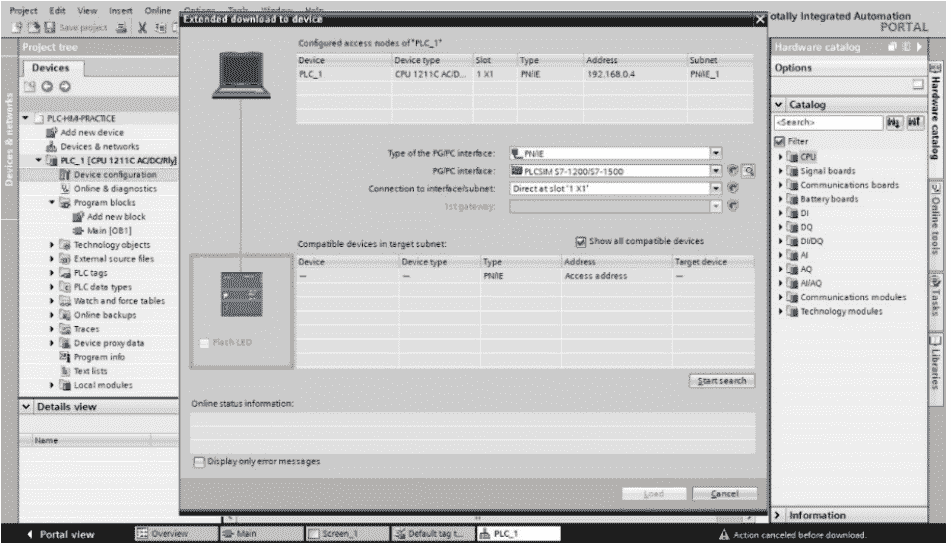 Project Edit View Insert Online Options Tools Window Help
Save project
Extended download to device
Totally Integrated Automation
PORTAL
Project tree
Devices
Devices & networks
PLC-HMI-PRACTICE
Add new device
Devices & networks
PLC_1 [CPU 1211C AC/DC/Rly]
Device configuration
Online & diagnostics
Program blocks
Add new block
Main [OB1]
Technology objects
External source files
PLC tags
PLC data types
Watch and force tables
Online backups
Traces
Device proxy data
Program info
Text lists
Local modules
Details view
Name
Configured access nodes of "PLC_1"
Device Device type Slot Type Address Subnet
PLC_1 CPU 1211C AC/D... 1 X1 PN/IE 192.168.0.4 PN/IE_1
Type of the PG/PC interface: PN/IE
PG/PC interface: PLCSIM S7-1200/S7-1500
Connection to interface/subnet: Direct at slot '1 X1'
1st gateway:
Compatible devices in target subnet: Show all compatible devices
Device Device type Type Address Target device
— — PN/IE Access address —
Flash LED
Start search
Online status information:
Display only error messages
Load Cancel
Hardware catalog
Options
Catalog
<Search>
Filter
CPU
Signal boards
Communications boards
Battery boards
DI
DQ
DI/DQ
AI
AQ
AI/AQ
Communications modules
Technology modules
Information
Hardware catalog
Online tools
Tasks
Libraries
Portal view Overview Main Screen_1 Default tag t... PLC_1 Action canceled before download.